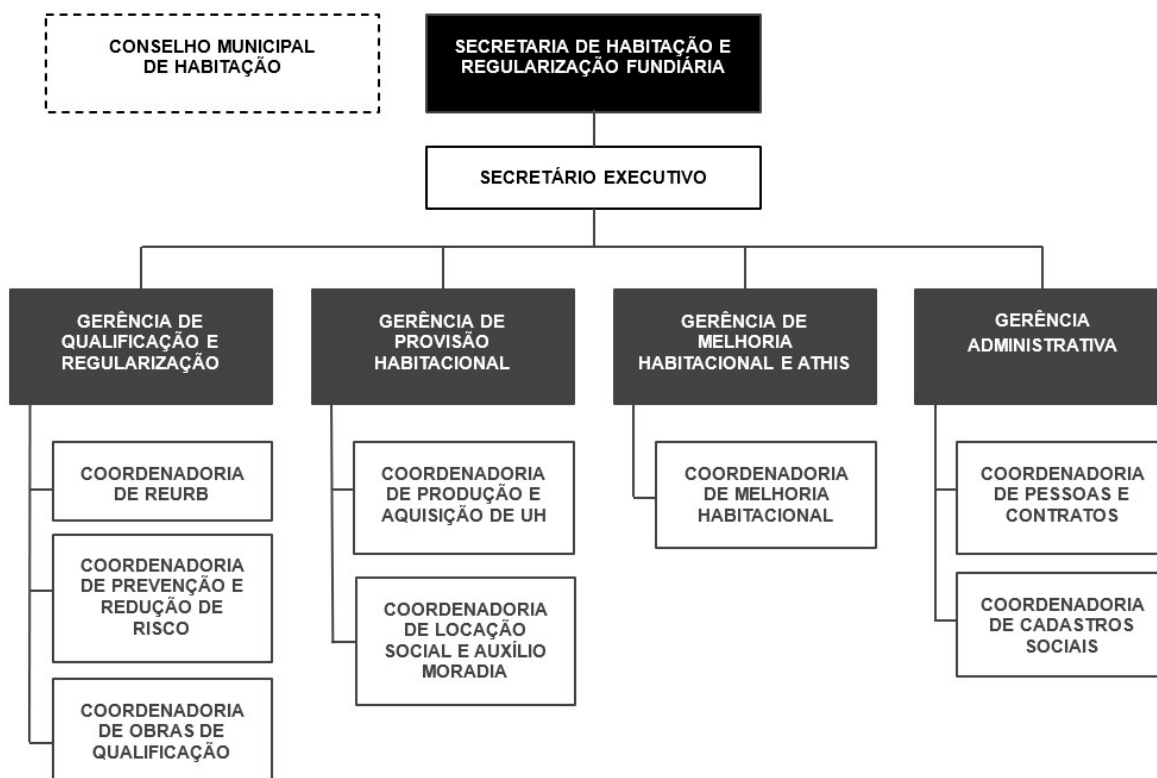 CONSELHO MUNICIPAL
DE HABITAÇÃO
SECRETARIA DE HABITAÇÃO E
REGULARIZAÇÃO FUNDIÁRIA
SECRETÁRIO EXECUTIVO
GERÊNCIA DE
QUALIFICAÇÃO E
REGULARIZAÇÃO
COORDENADORIA
DE REURB
COORDENADORIA
DE PREVENÇÃO E
REDUÇÃO DE
RISCO
COORDENADORIA
DE OBRAS DE
QUALIFICAÇÃO
GERÊNCIA DE
PROVISÃO
HABITACIONAL
COORDENADORIA
DE PRODUÇÃO E
AQUISIÇÃO DE UH
COORDENADORIA
DE LOCAÇÃO
SOCIAL E AUXÍLIO
MORADIA
GERÊNCIA DE
MELHORIA
HABITACIONAL E ATHIS
COORDENADORIA
DE MELHORIA
HABITACIONAL
GERÊNCIA
ADMINISTRATIVA
COORDENADORIA
DE PESSOAS E
CONTRATOS
COORDENADORIA
DE CADASTROS
SOCIAIS